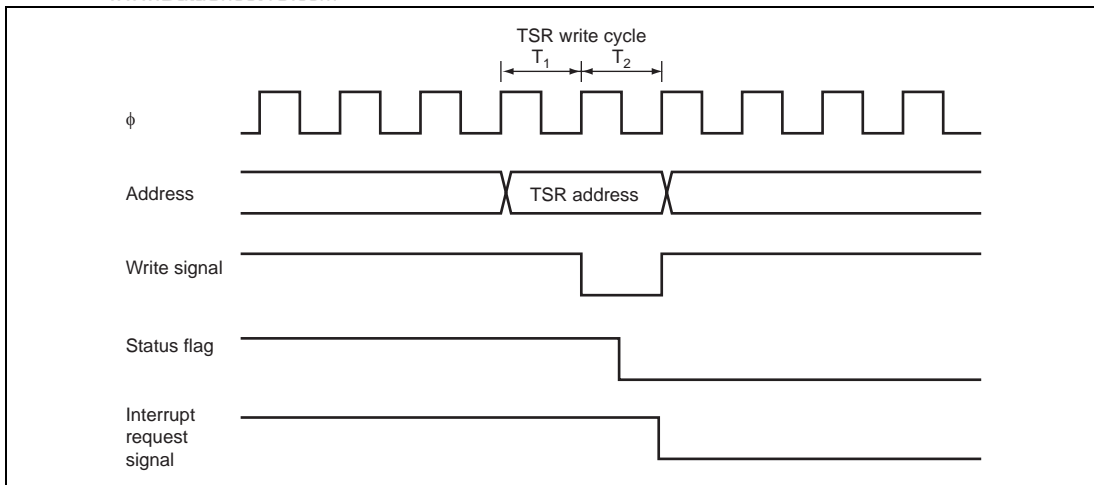 TSR write cycle
T1 T2
ϕ
Address
TSR address
Write signal
Status flag
Interrupt
request
signal